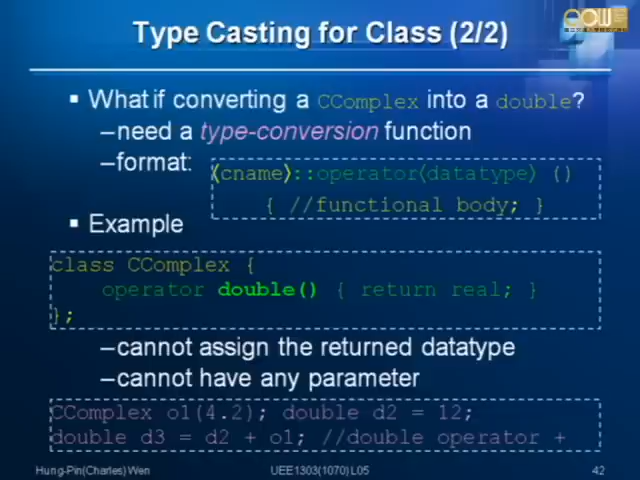 Type Casting for Class (2/2)
OCW
▪ What if converting a CComplex into a double?
–need a type-conversion function
–format:
⟨cname⟩::operator⟨datatype⟩ ()
{ //functional body; }
▪ Example
class CComplex {
operator double() { return real; }
};
–cannot assign the returned datatype
–cannot have any parameter
CComplex o1(4.2); double d2 = 12;
double d3 = d2 + o1; //double operator +
Hung-Pin(Charles) Wen
UEE1303(1070) L05
42